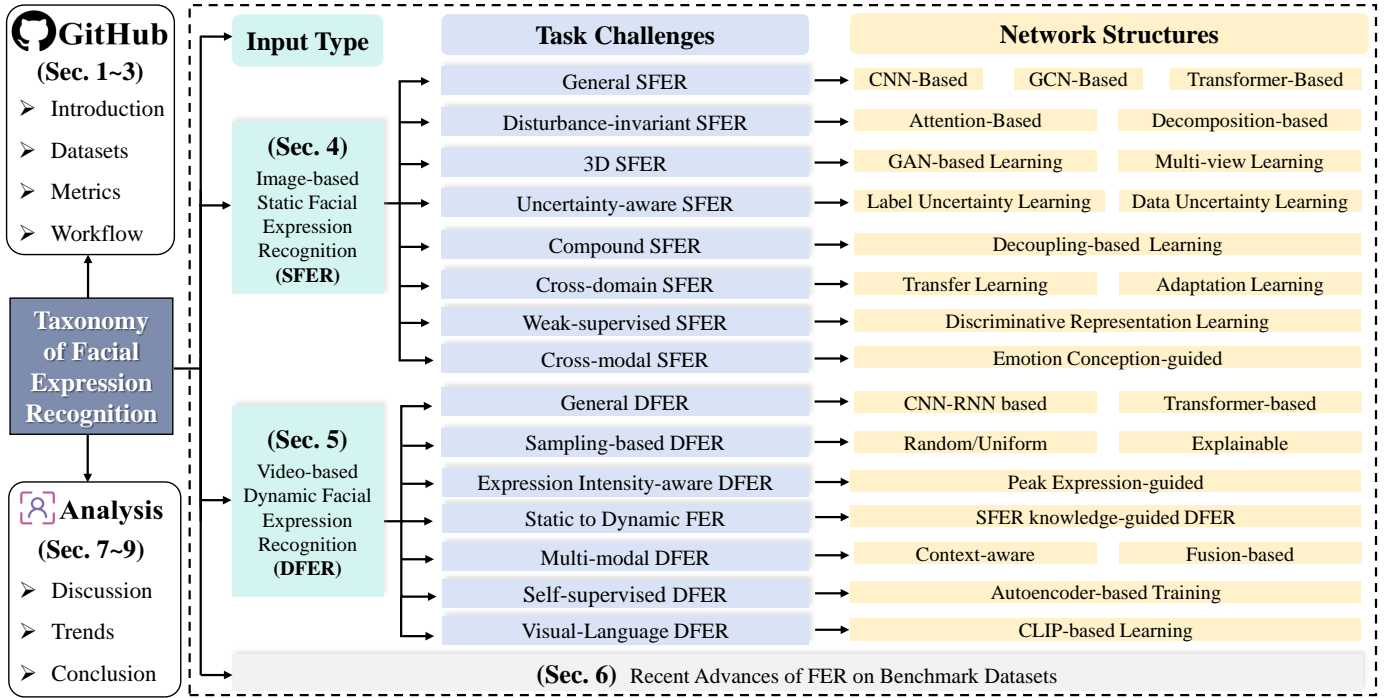 GitHub
(Sec. 1~3)
➢ Introduction
➢ Datasets
➢ Metrics
➢ Workflow
Taxonomy
of Facial
Expression
Recognition
Analysis
(Sec. 7~9)
➢ Discussion
➢ Trends
➢ Conclusion
Input Type
Task Challenges
Network Structures
(Sec. 4)
Image-based
Static Facial
Expression
Recognition
(SFER)
General SFER
CNN-Based
GCN-Based
Transformer-Based
Disturbance-invariant SFER
Attention-Based
Decomposition-based
3D SFER
GAN-based Learning
Multi-view Learning
Uncertainty-aware SFER
Label Uncertainty Learning
Data Uncertainty Learning
Compound SFER
Decoupling-based Learning
Cross-domain SFER
Transfer Learning
Adaptation Learning
Weak-supervised SFER
Discriminative Representation Learning
Cross-modal SFER
Emotion Conception-guided
(Sec. 5)
Video-based
Dynamic Facial
Expression
Recognition
(DFER)
General DFER
CNN-RNN based
Transformer-based
Sampling-based DFER
Random/Uniform
Explainable
Expression Intensity-aware DFER
Peak Expression-guided
Static to Dynamic FER
SFER knowledge-guided DFER
Multi-modal DFER
Context-aware
Fusion-based
Self-supervised DFER
Autoencoder-based Training
Visual-Language DFER
CLIP-based Learning
(Sec. 6) Recent Advances of FER on Benchmark Datasets